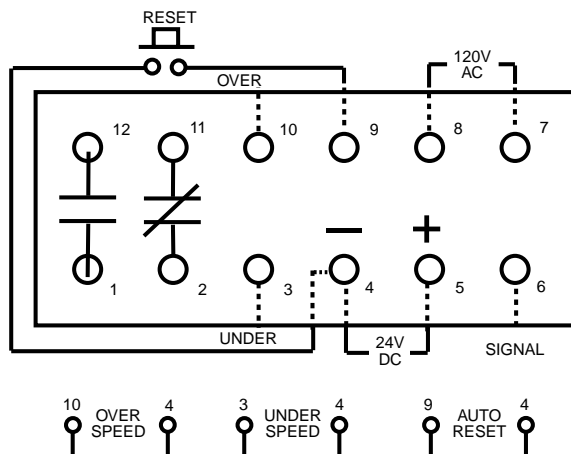 RESET
OVER
120V
AC
12
11
10
9
8
7
− +
1
2
3
4
5
6
UNDER
24V
DC
SIGNAL
10 OVER SPEED 4
3 UNDER SPEED 4
9 AUTO RESET 4